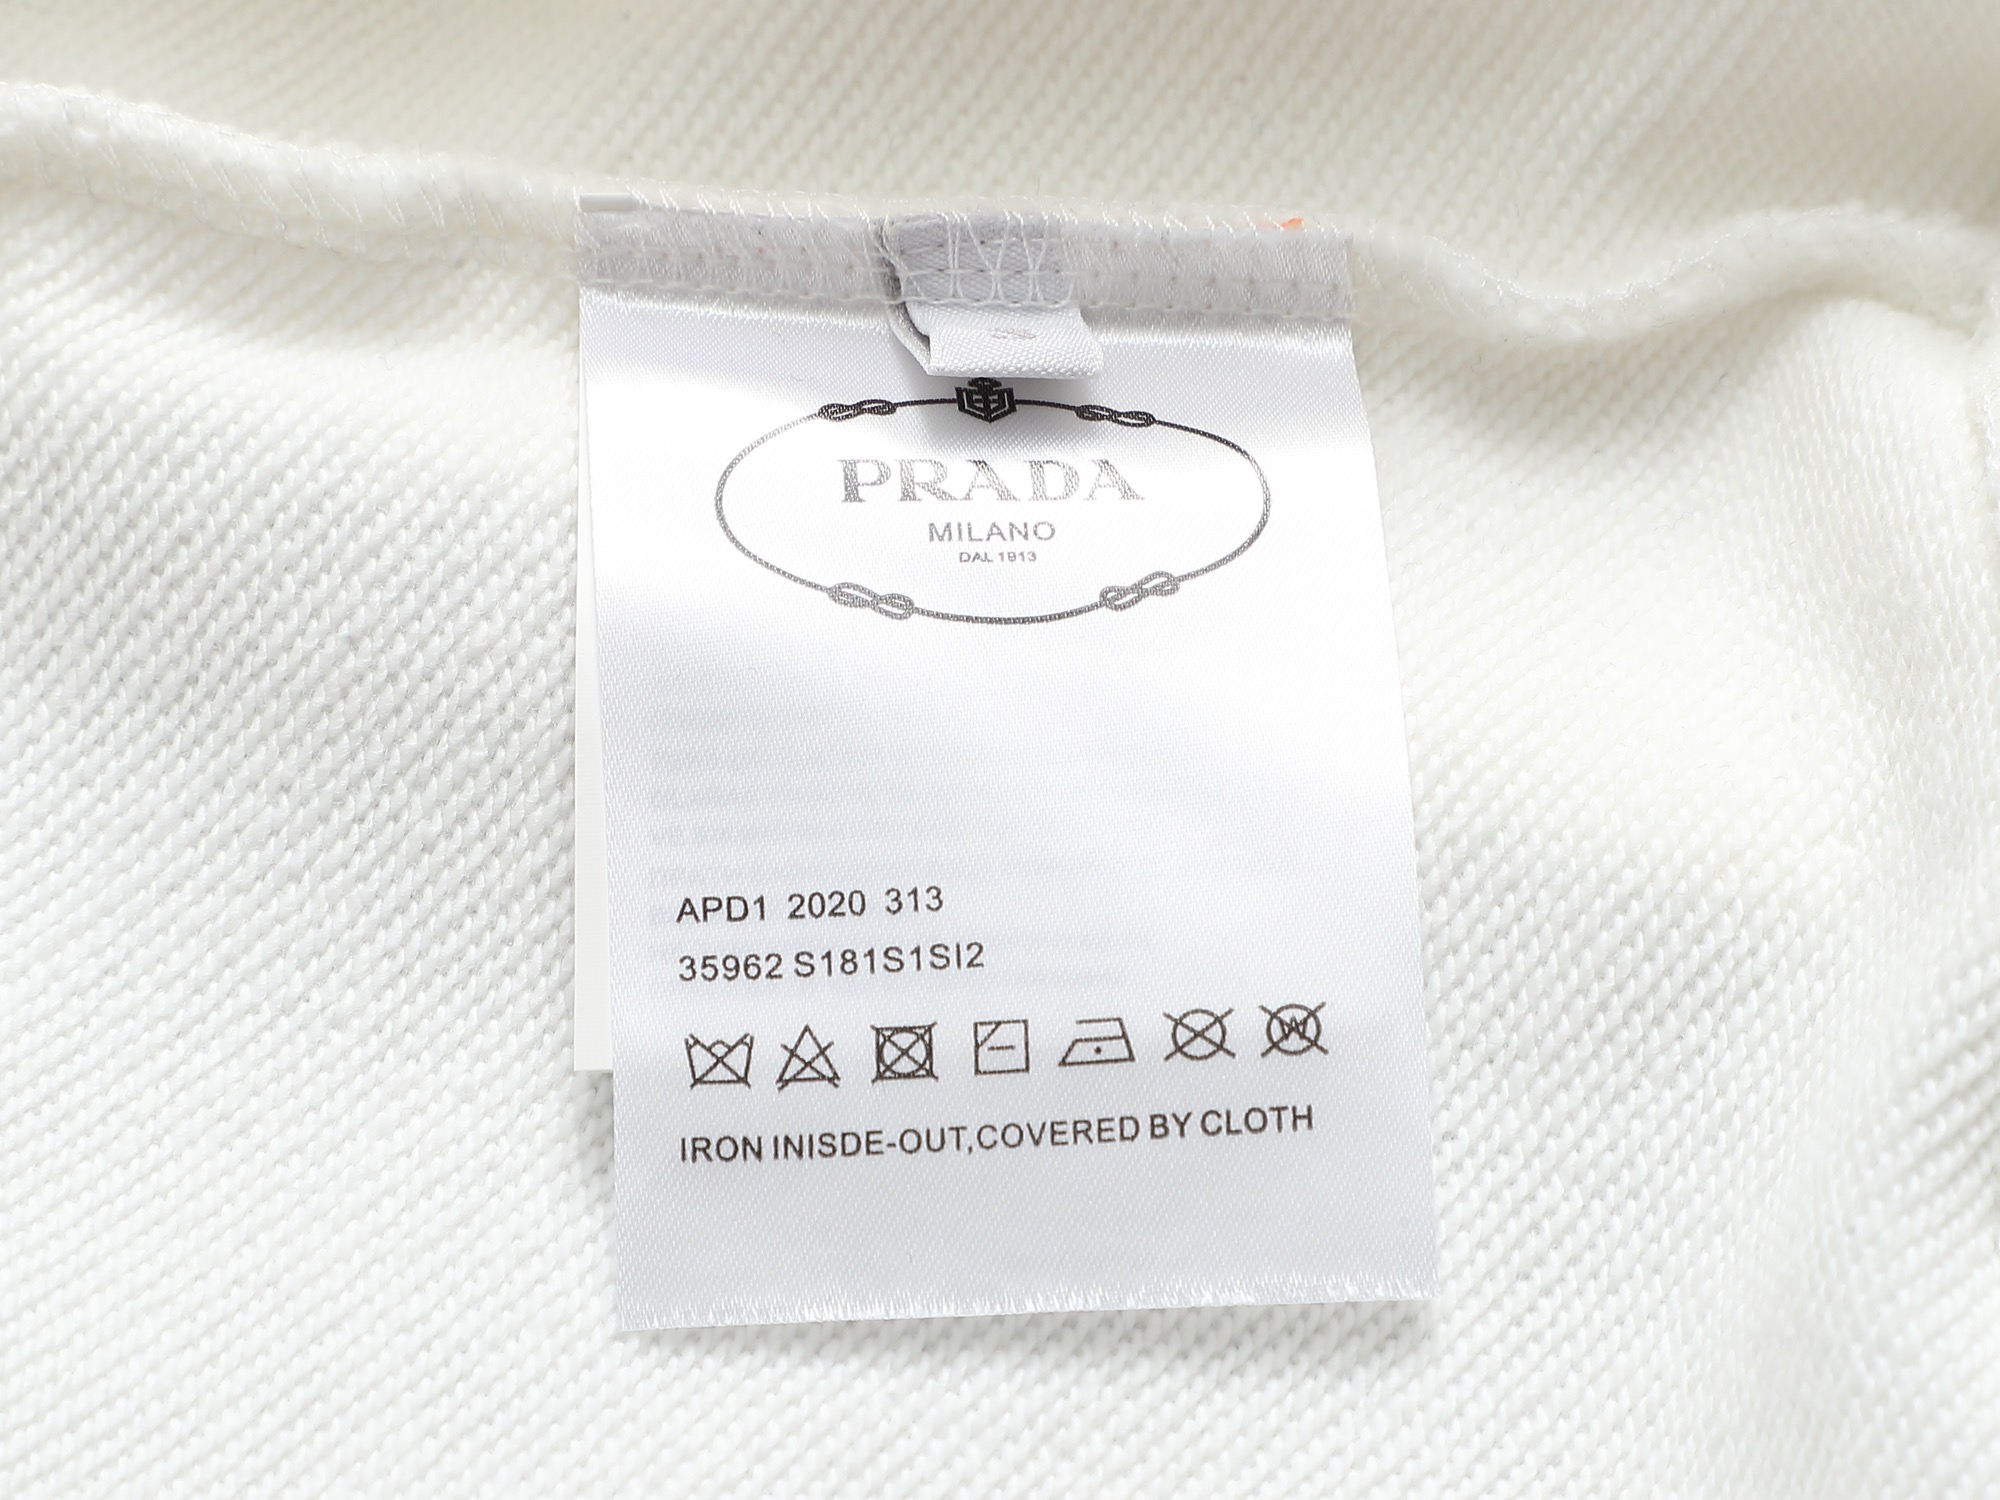 PRADA
MILANO
DAL 1913
APD1 2020 313
35962 S181S1SI2
W
IRON INISDE-OUT,COVERED BY CLOTH